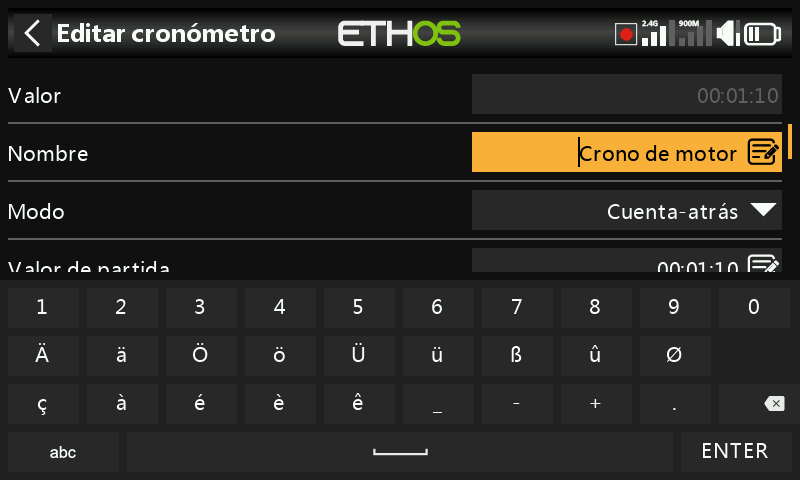 Editar cronómetro ETHOS 2.4G 900M
Valor 00:01:10
Nombre Crono de motor
Modo Cuenta-atrás
Valor de partida 00:01:10
1 2 3 4 5 6 7 8 9 0
Ä ä Ö ö Ü ü ß û Ø
ç à é è ê _ - + .
abc ENTER